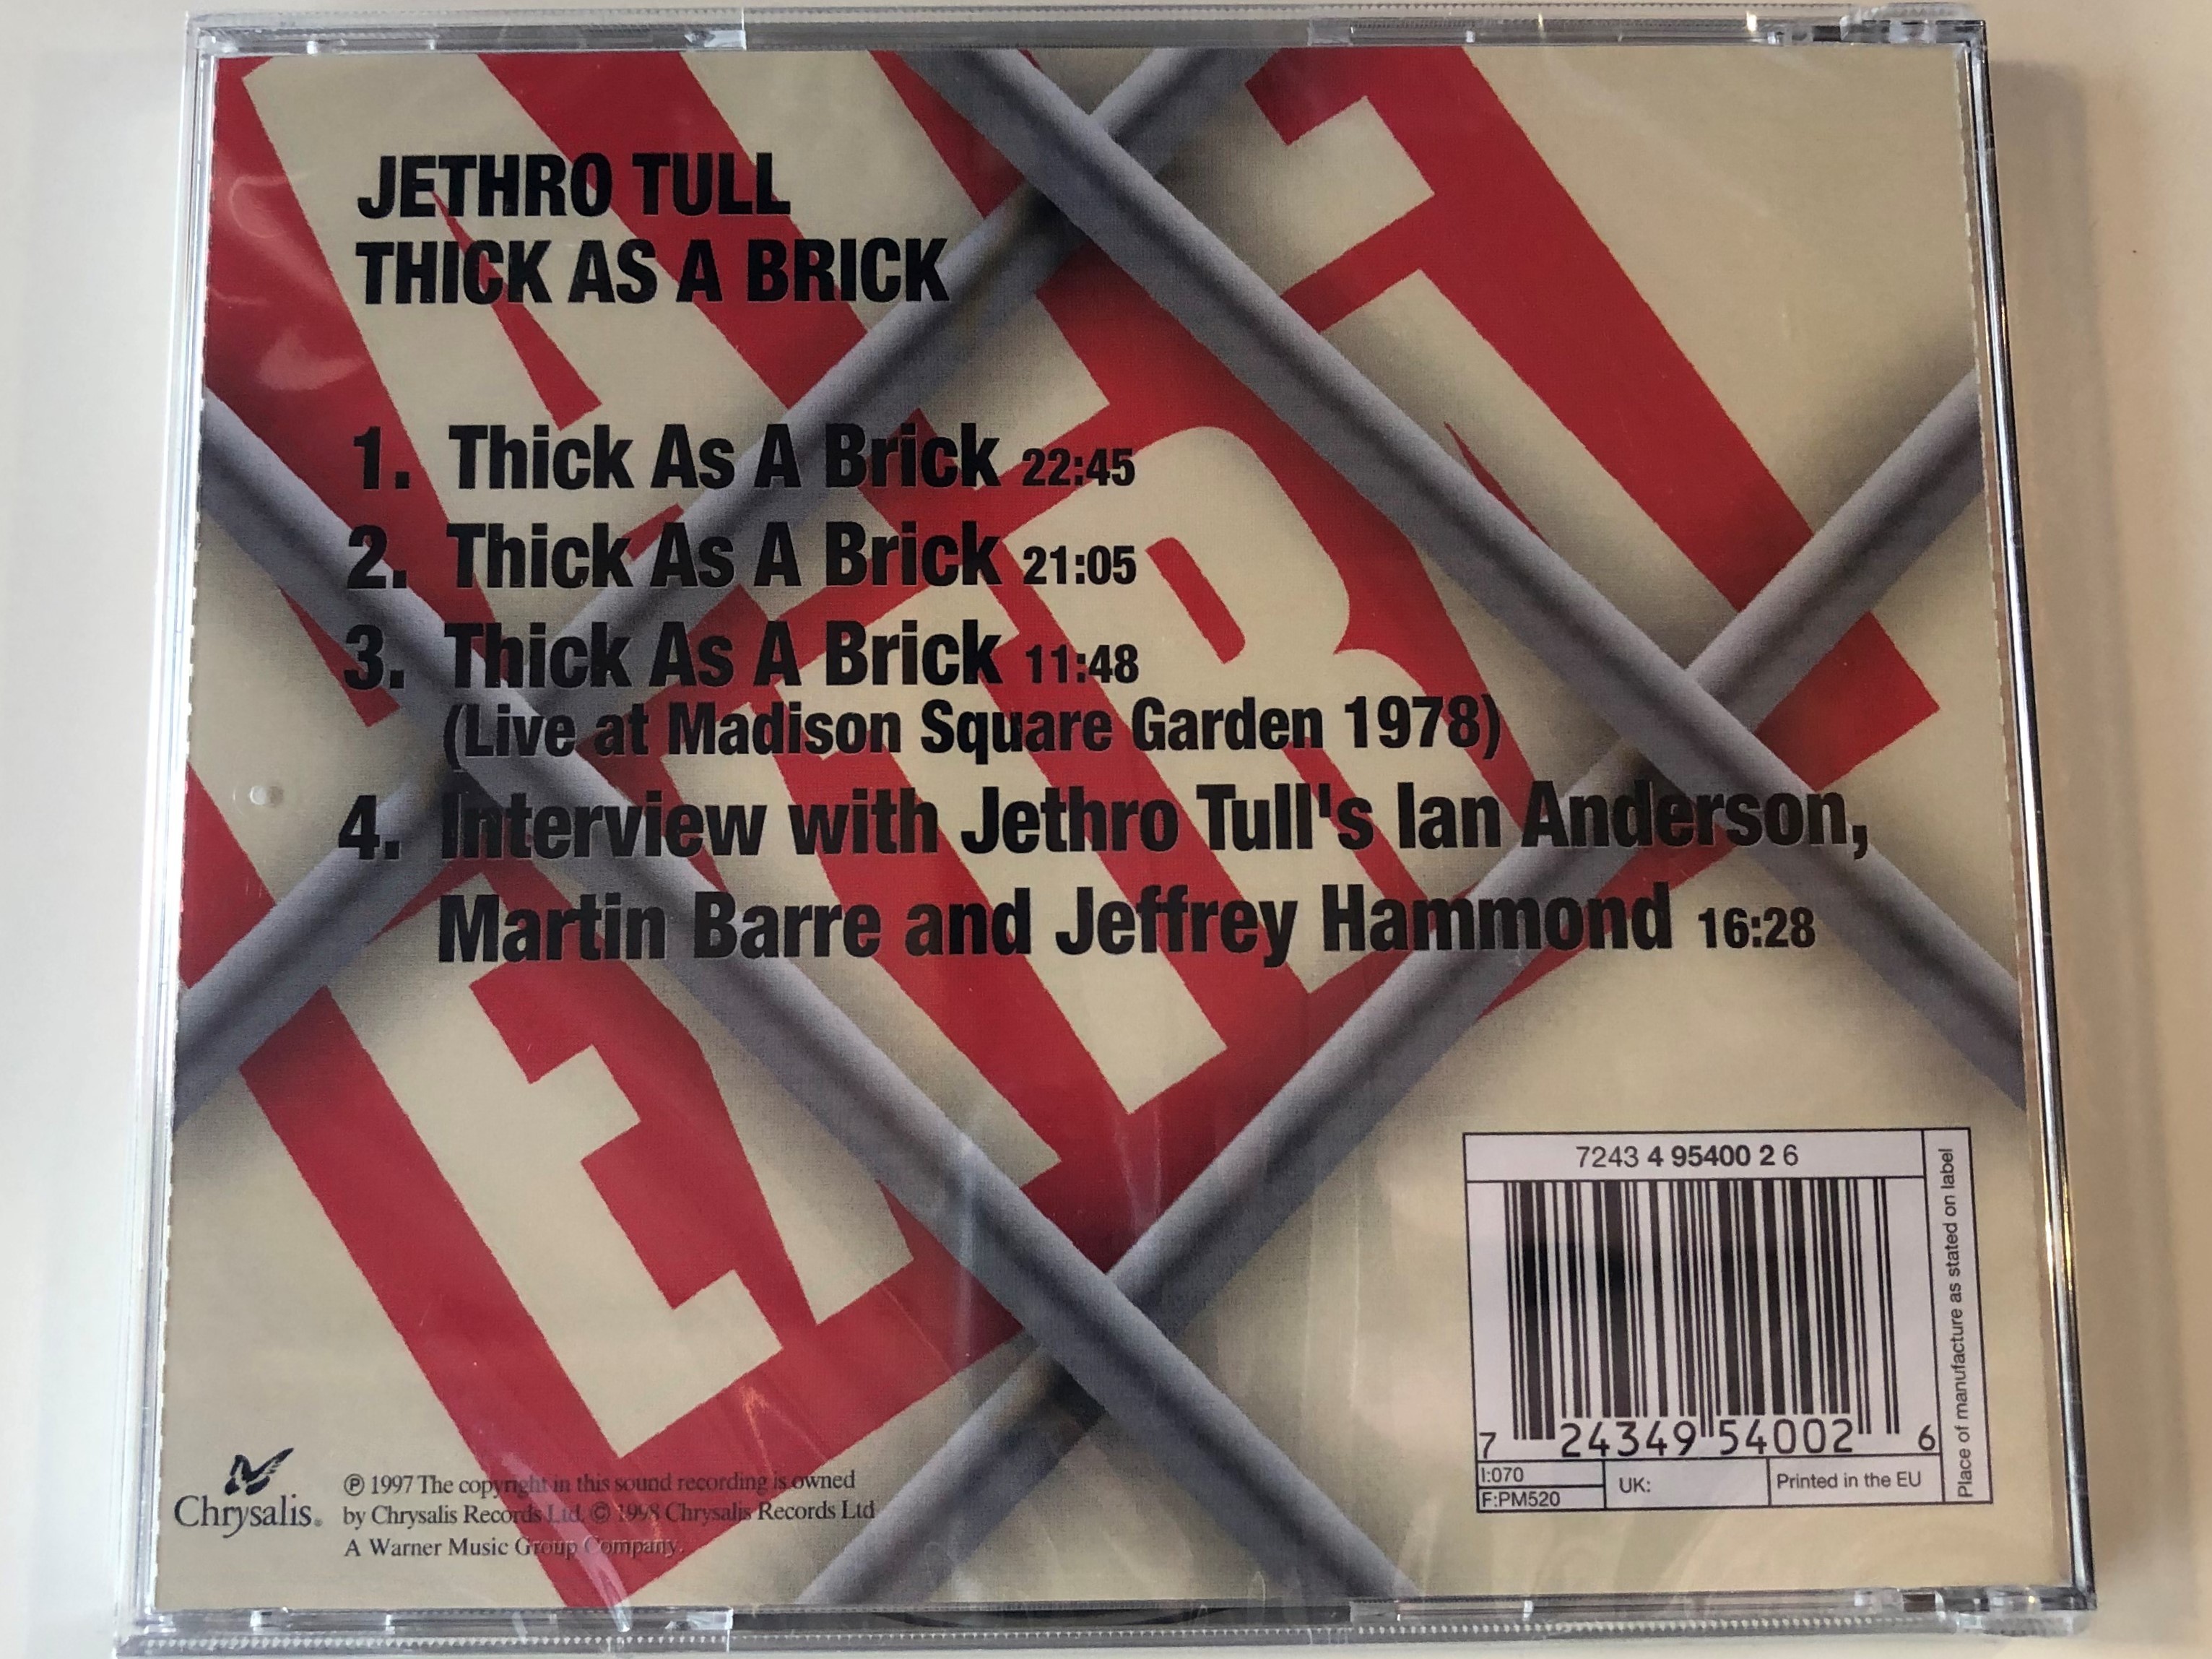 JETHRO TULL
THICK AS A BRICK
1. Thick As A Brick 22:45
2. Thick As A Brick 21:05
3. Thick As A Brick 11:48
(Live at Madison Square Garden 1978)
4. Interview with Jethro Tull's Ian Anderson,
Martin Barre and Jeffrey Hammond 16:28
7243 4 95400 2 6
Place of manufacture as stated on label
7 24349 54002 6
I:070
F:PM520
UK:
Printed in the EU
Chrysalis®
℗ 1997 The copyright in this sound recording is owned
by Chrysalis Records Ltd. © 1998 Chrysalis Records Ltd
A Warner Music Group Company.